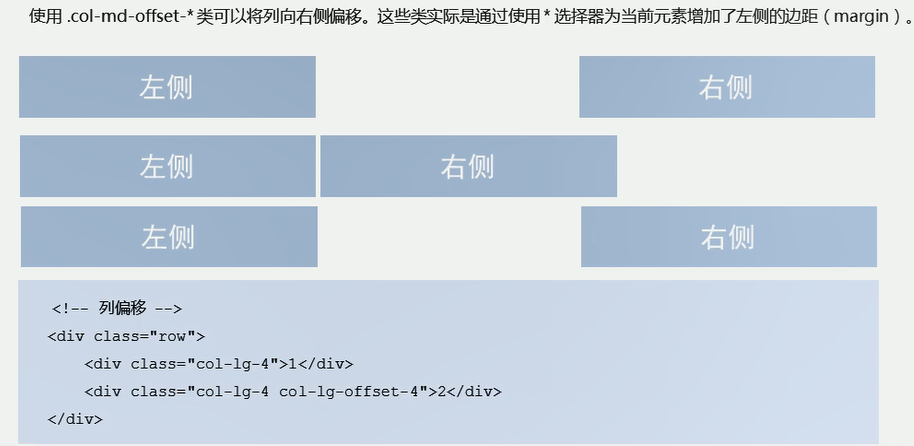 使用 .col-md-offset-* 类可以将列向右侧偏移。这些类实际是通过使用 * 选择器为当前元素增加了左侧的边距（margin）。
左侧 右侧
左侧 右侧
左侧 右侧
<!-- 列偏移 -->
<div class="row">
<div class="col-lg-4">1</div>
<div class="col-lg-4 col-lg-offset-4">2</div>
</div>